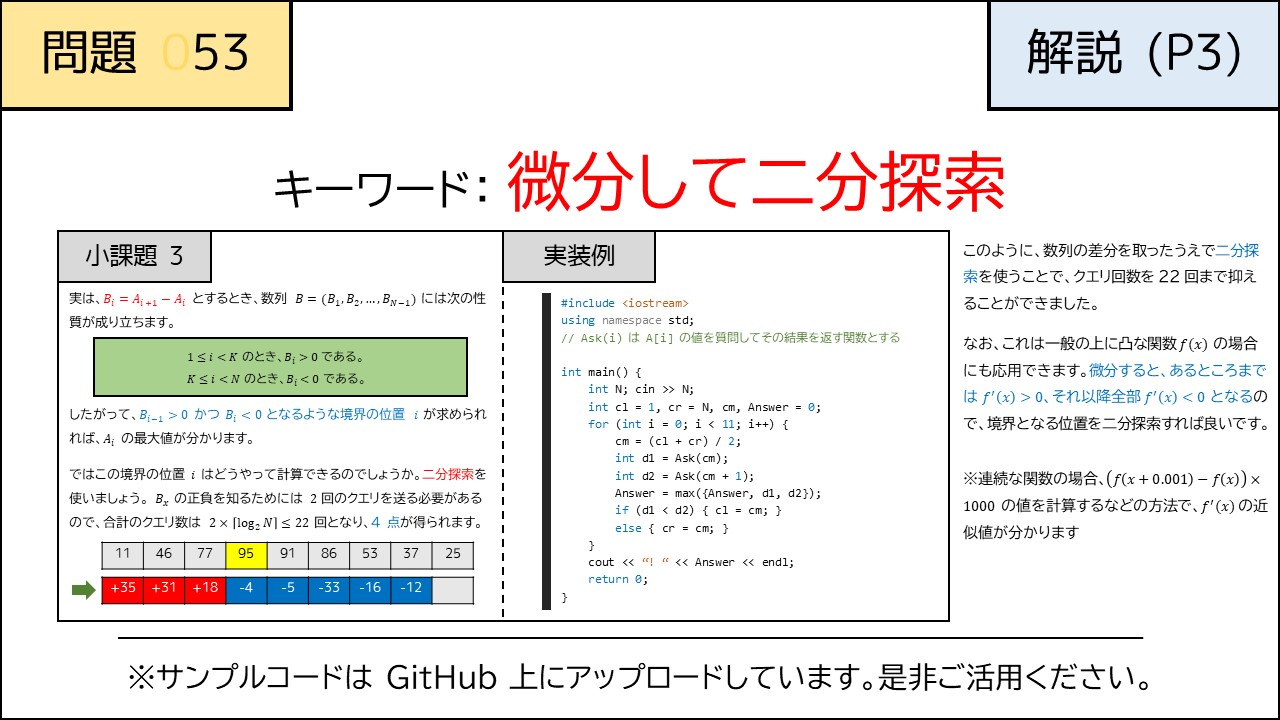 問題 053
解説 (P3)
キーワード: 微分して二分探索
小課題 3
実は、B_i = A_{i+1} − A_i とするとき、数列 B = (B_1, B_2, ..., B_{N−1}) には次の性
質が成り立ちます。
1 ≤ i < K のとき、B_i > 0 である。
K ≤ i < N のとき、B_i < 0 である。
したがって、B_{i−1} > 0 かつ B_i < 0 となるような境界の位置 i が求められ
れば、A_i の最大値が分かります。
ではこの境界の位置 i はどうやって計算できるのでしょうか。二分探索を
使いましょう。B_x の正負を知るためには 2 回のクエリを送る必要がある
ので、合計のクエリ数は 2 × ⌈log_2 N⌉ ≤ 22 回となり、4 点が得られます。
11 46 77 95 91 86 53 37 25
+35 +31 +18 -4 -5 -33 -16 -12
実装例
#include <iostream>
using namespace std;
// Ask(i) は A[i] の値を質問してその結果を返す関数とする
int main() {
int N; cin >> N;
int cl = 1, cr = N, cm, Answer = 0;
for (int i = 0; i < 11; i++) {
cm = (cl + cr) / 2;
int d1 = Ask(cm);
int d2 = Ask(cm + 1);
Answer = max({Answer, d1, d2});
if (d1 < d2) { cl = cm; }
else { cr = cm; }
}
cout << “! “ << Answer << endl;
return 0;
}
このように、数列の差分を取ったうえで二分探
索を使うことで、クエリ回数を 22 回まで抑え
ることができました。
なお、これは一般の上に凸な関数 f(x) の場合
にも応用できます。微分すると、あるところまで
は f′(x) > 0、それ以降全部 f′(x) < 0 となるの
で、境界となる位置を二分探索すれば良いです。
※連続な関数の場合、(f(x + 0.001) − f(x)) ×
1000 の値を計算するなどの方法で、f′(x) の近
似値が分かります
※サンプルコードは GitHub 上にアップロードしています。是非ご活用ください。